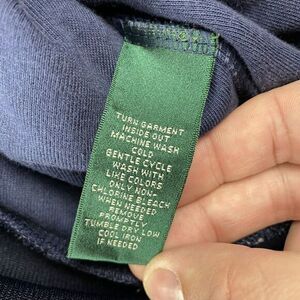 TURN GARMENT
INSIDE OUT
MACHINE WASH
COLD
GENTLE CYCLE
WASH WITH
LIKE COLORS
ONLY NON-
CHLORINE BLEACH
WHEN NEEDED
REMOVE
PROMPTLY
TUMBLE DRY LOW
COOL IRON
IF NEEDED